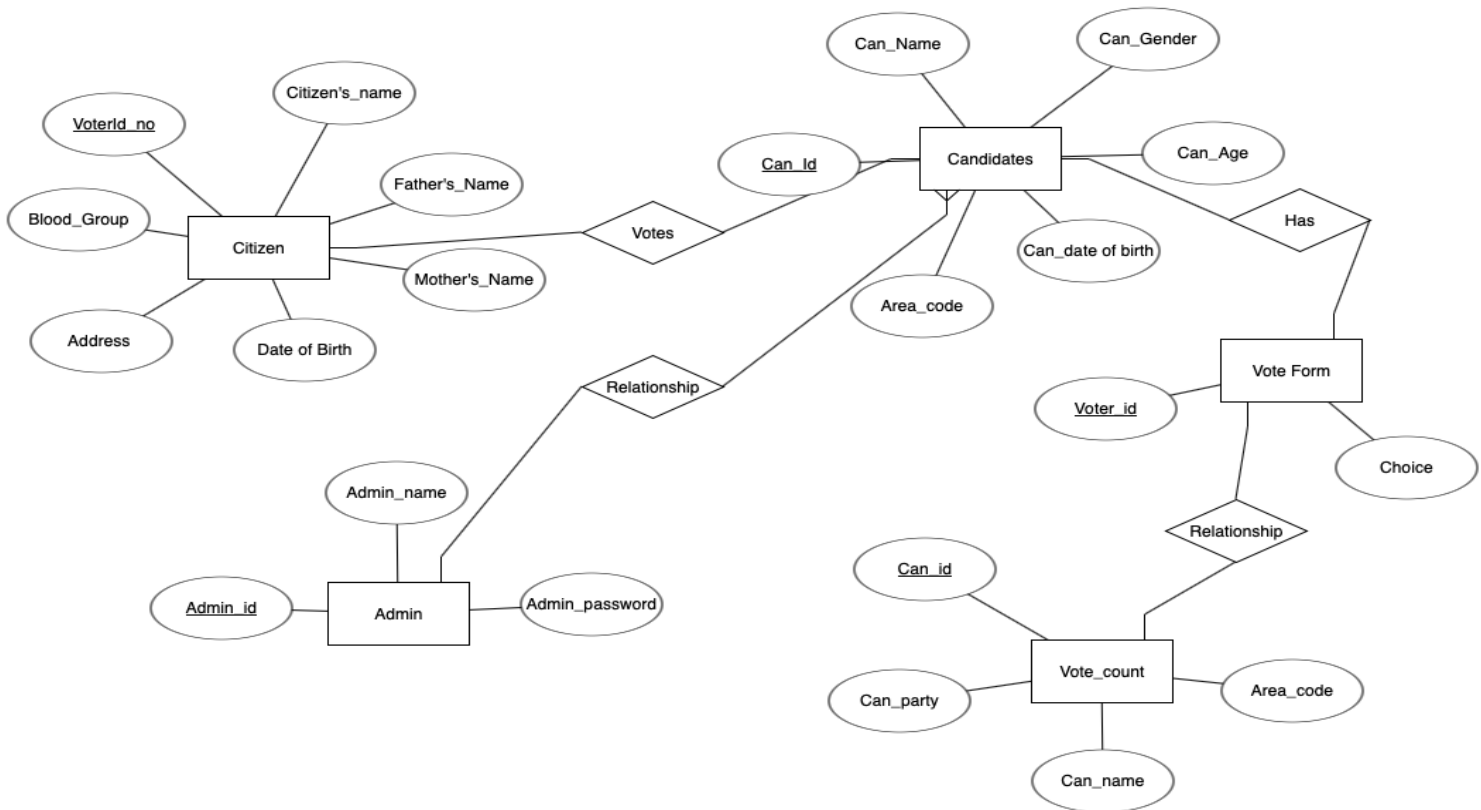 Can_Name
Can_Gender
Citizen's_name
VoterId_no
Can_Id
Candidates
Can_Age
Father's_Name
Blood_Group
Citizen
Votes
Has
Mother's_Name
Can_date of birth
Area_code
Address
Date of Birth
Relationship
Vote Form
Voter_id
Choice
Admin_name
Relationship
Can_id
Admin_id
Admin
Admin_password
Vote_count
Can_party
Area_code
Can_name